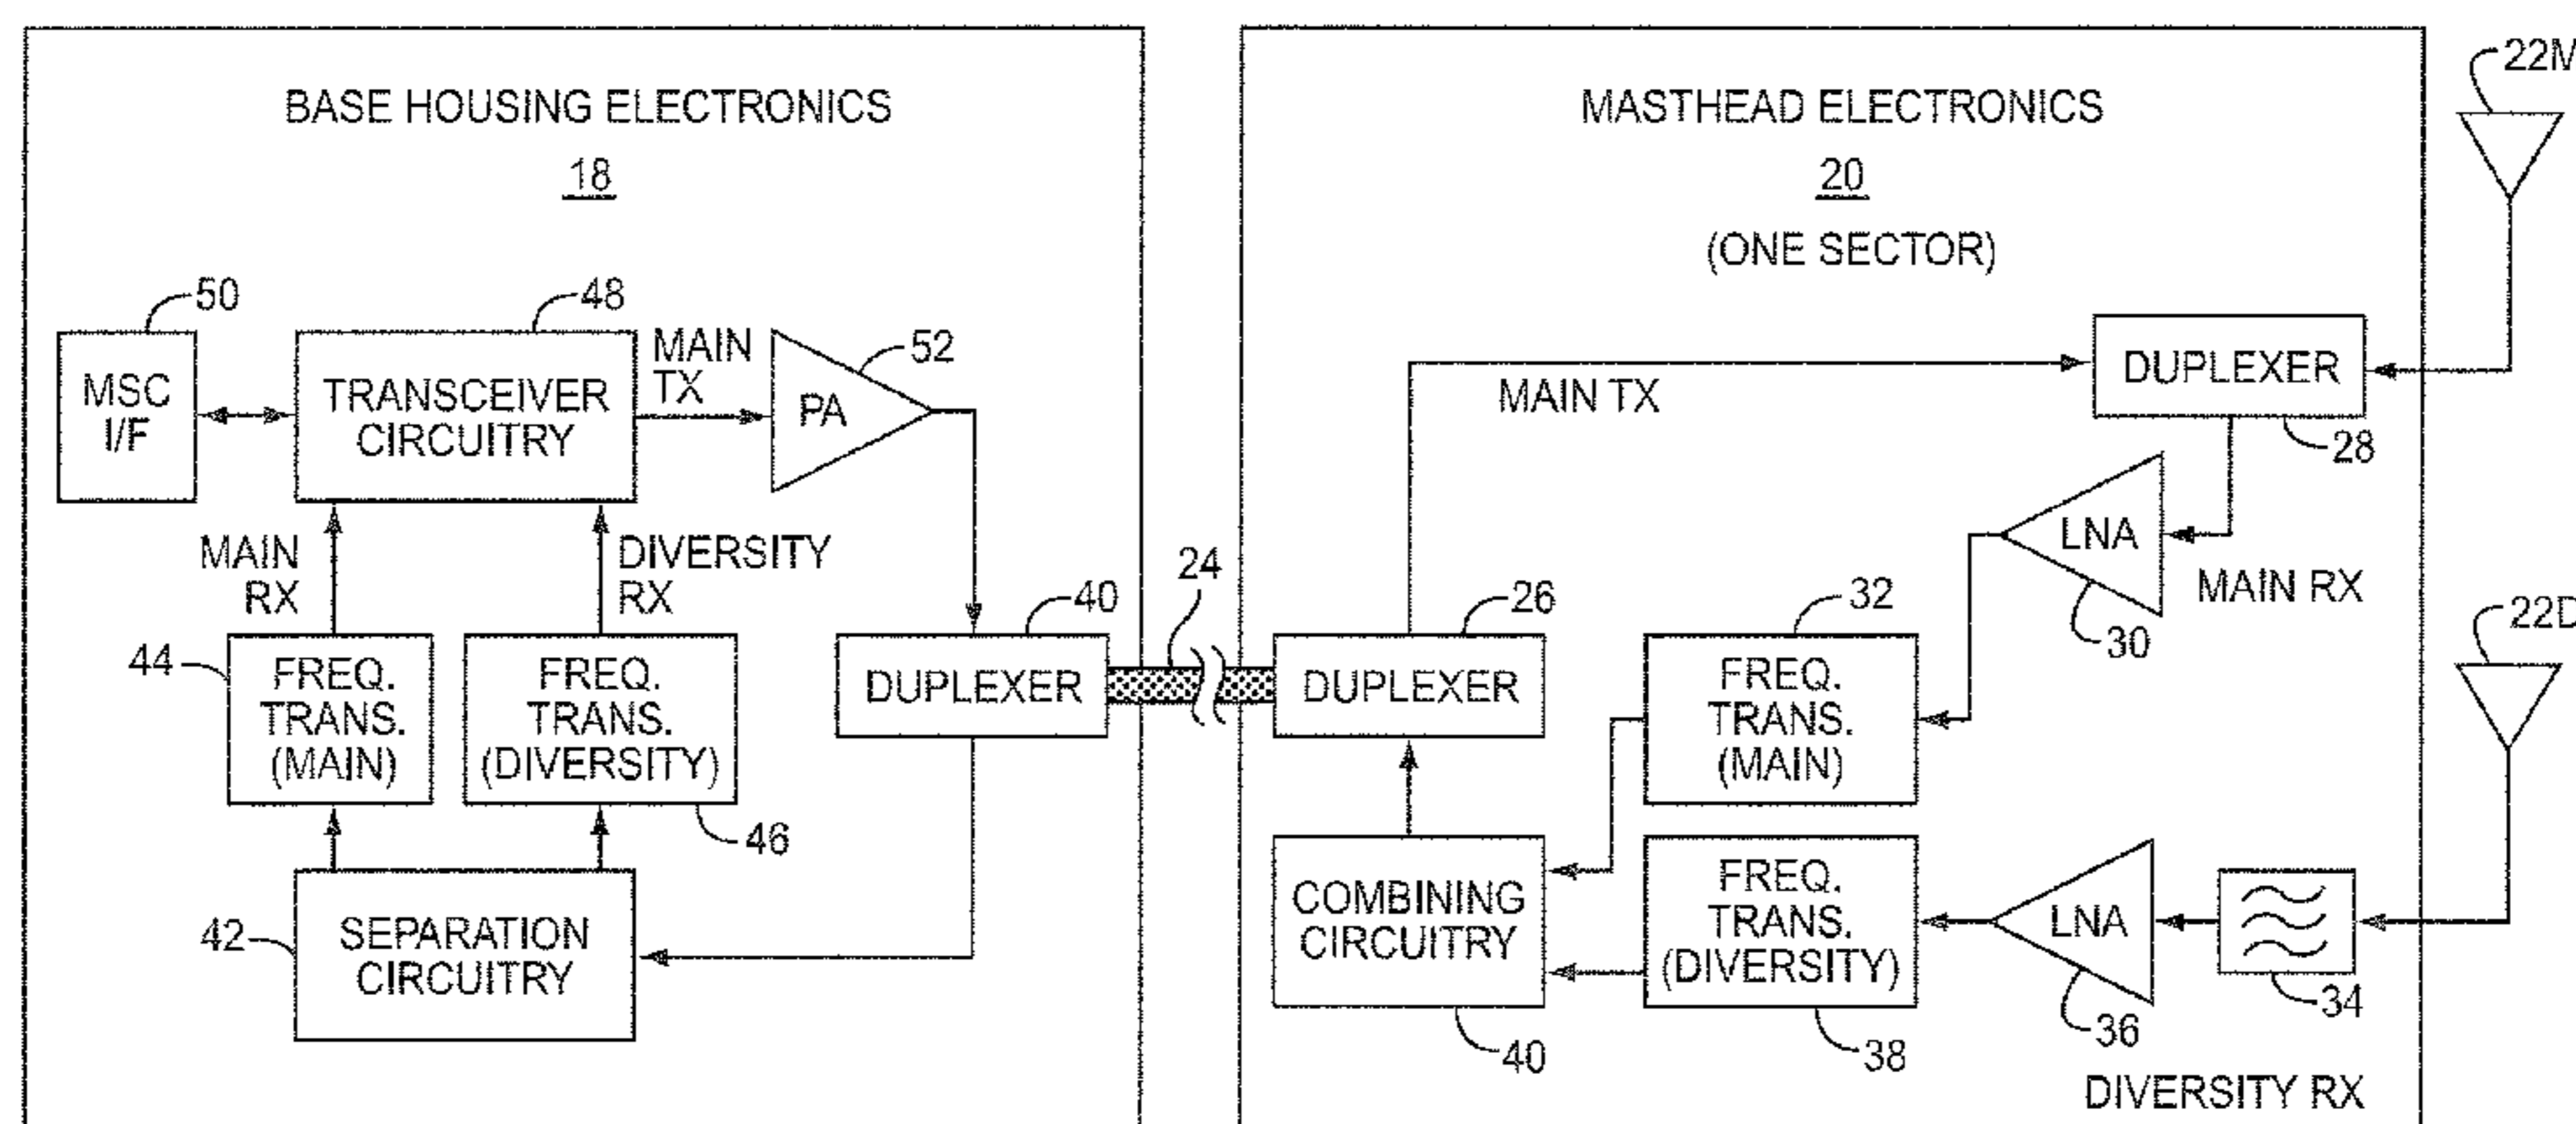 BASE HOUSING ELECTRONICS
18
50
48
MSC
I/F
TRANSCEIVER
CIRCUITRY
MAIN
TX
PA
52
MAIN
RX
DIVERSITY
RX
44
FREQ.
TRANS.
(MAIN)
FREQ.
TRANS.
(DIVERSITY)
46
40
DUPLEXER
42
SEPARATION
CIRCUITRY
24
MASTHEAD ELECTRONICS
20
(ONE SECTOR)
22M
MAIN TX
DUPLEXER
28
LNA
30
MAIN RX
26
DUPLEXER
32
FREQ.
TRANS.
(MAIN)
22D
COMBINING
CIRCUITRY
40
FREQ.
TRANS.
(DIVERSITY)
38
LNA
36
34
DIVERSITY RX